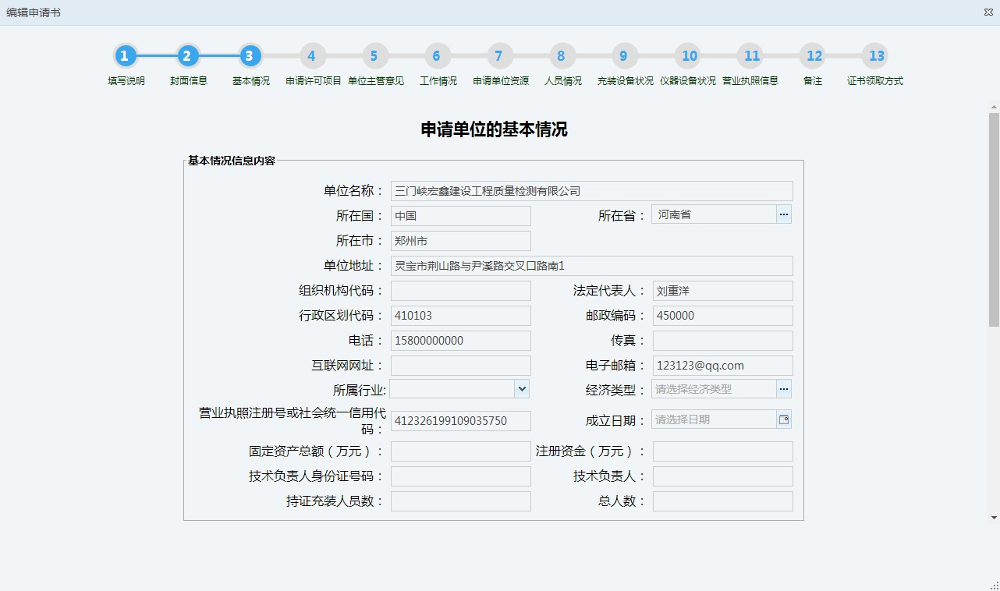 编辑申请书
1 2 3 4 5 6 7 8 9 10 11 12 13
填写说明 封面信息 基本情况 申请许可项目 单位主管意见 工作情况 申请单位资源 人员情况 充装设备状况 仪器设备状况 营业执照信息 备注 证书领取方式
申请单位的基本情况
基本情况信息内容
单位名称： 三门峡宏鑫建设工程质量检测有限公司
所在国： 中国 所在省： 河南省
所在市： 郑州市
单位地址： 灵宝市荆山路与尹溪路交叉口路南1
组织机构代码： 法定代表人： 刘重洋
行政区划代码： 410103 邮政编码： 450000
电话： 15800000000 传真：
互联网网址： 电子邮箱： 123123@qq.com
所属行业: 经济类型： 请选择经济类型
营业执照注册号或社会统一信用代
码： 412326199109035750 成立日期： 请选择日期
固定资产总额（万元）： 注册资金（万元）：
技术负责人身份证号码： 技术负责人：
持证充装人员数： 总人数：